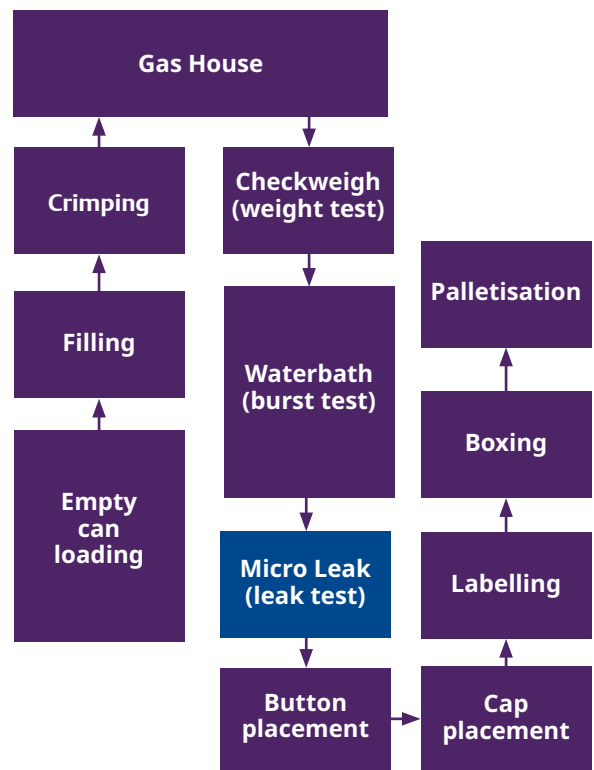 Gas House
Crimping
Checkweigh
(weight test)
Palletisation
Filling
Waterbath
(burst test)
Boxing
Empty
can
loading
Micro Leak
(leak test)
Labelling
Button
placement
Cap
placement